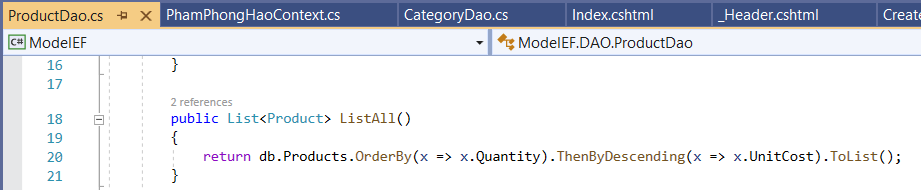 ProductDao.cs PhamPhongHaoContext.cs CategoryDao.cs Index.cshtml _Header.cshtml Create
C# ModelEF ModelEF.DAO.ProductDao
16 }
17
2 references
18 public List<Product> ListAll()
19 {
20 return db.Products.OrderBy(x => x.Quantity).ThenByDescending(x => x.UnitCost).ToList();
21 }